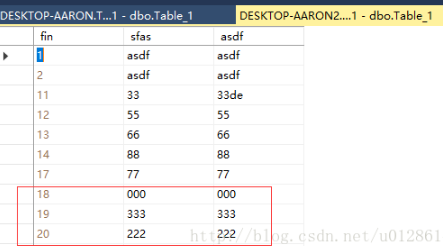 DESKTOP-AARON.T...1 - dbo.Table_1 DESKTOP-AARON2....1 - dbo.Table_1
fin sfas asdf
1 asdf asdf
2 asdf asdf
11 33 33de
12 55 55
13 66 66
14 88 88
17 77 77
18 000 000
19 333 333
20 222 222
http://blog.csdn.net/u012861